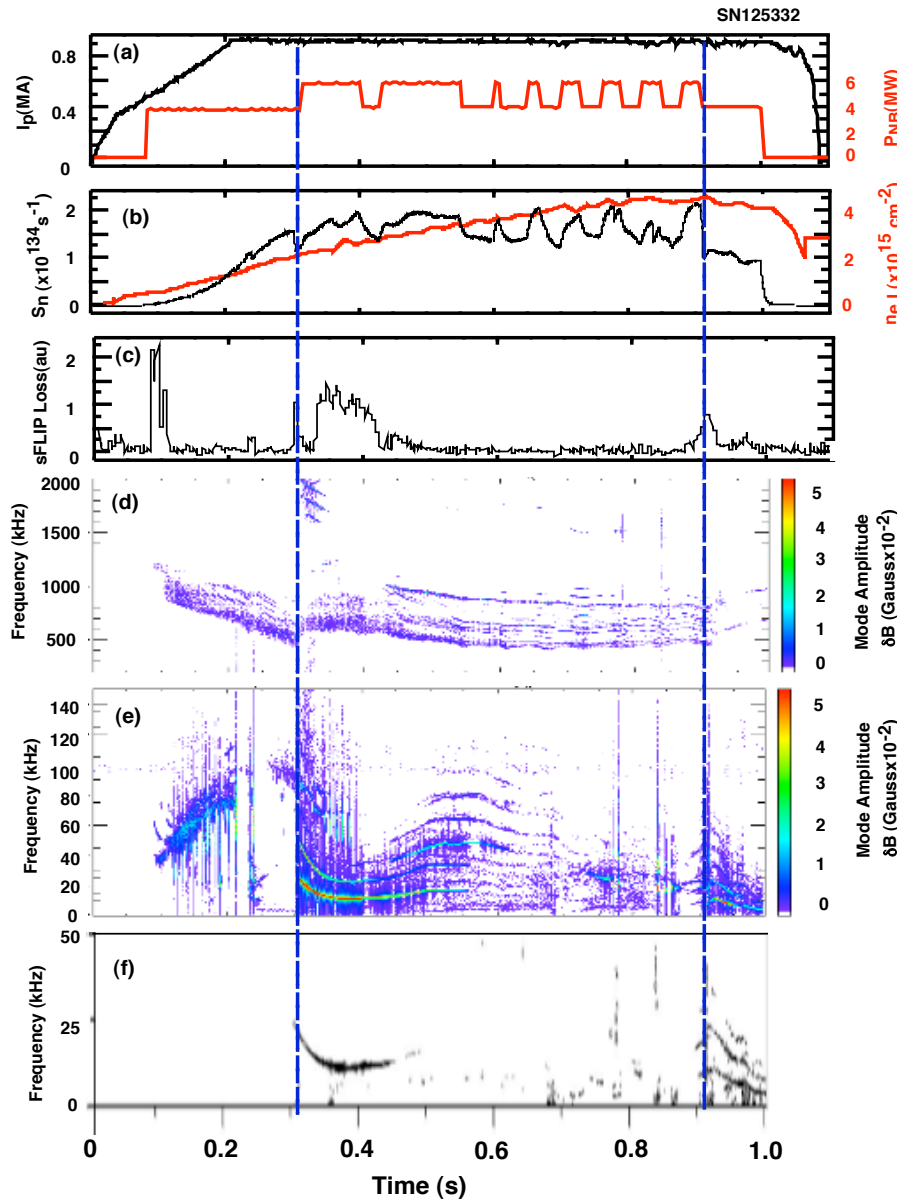 SN125332
(a)
0.8
0.4
0
Ip(MA)
6
4
2
0
PNB(MW)
(b)
2
1
0
Sn (x10134s-1)
4
2
0
ne L(x1015 cm-2)
(c)
2
1
0
sFLIP Loss(au)
(d)
2000
1500
1000
500
Frequency (kHz)
5
4
3
2
1
0
Mode Amplitude
δB (Gaussx10-2)
(e)
140
120
100
80
60
40
20
0
Frequency (kHz)
5
4
3
2
1
0
Mode Amplitude
δB (Gaussx10-2)
(f)
50
25
0
Frequency (kHz)
0 0.2 0.4 0.6 0.8 1.0
Time (s)